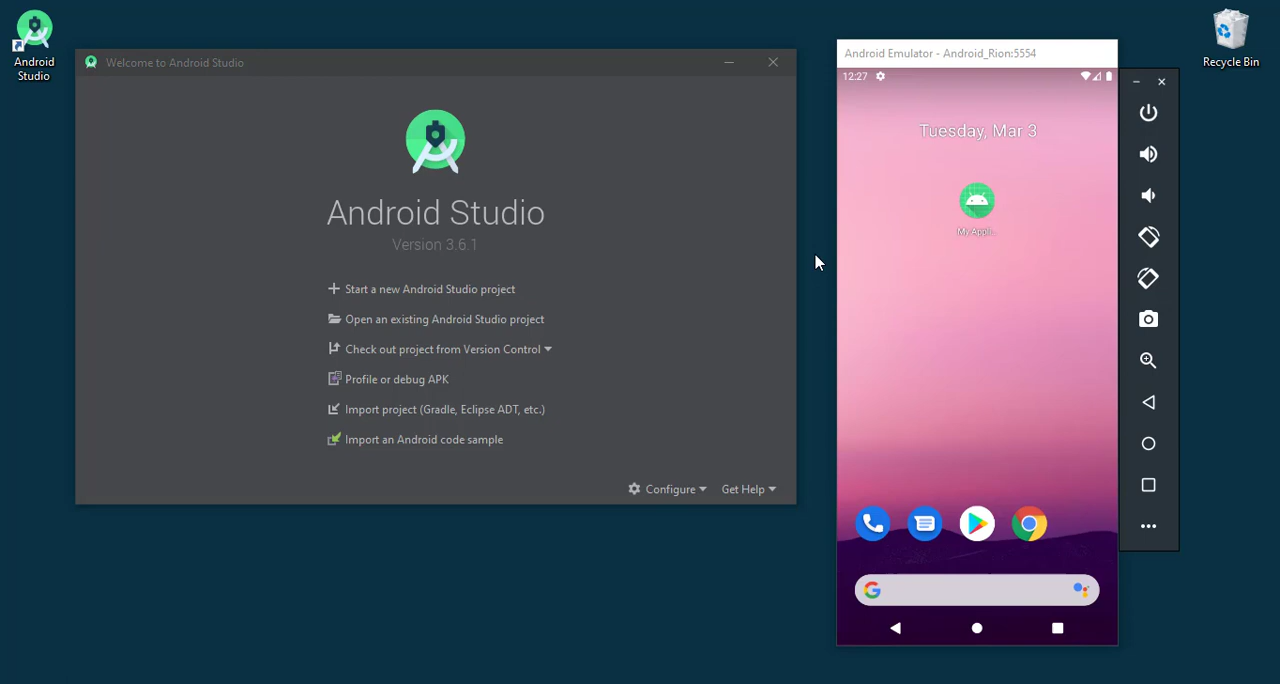 Android
Studio
Welcome to Android Studio
Android Studio
Version 3.6.1
Start a new Android Studio project
Open an existing Android Studio project
Check out project from Version Control
Profile or debug APK
Import project (Gradle, Eclipse ADT, etc.)
Import an Android code sample
Configure
Get Help
Android Emulator - Android_Rion:5554
12:27
Tuesday, Mar 3
My Appli..
Recycle Bin